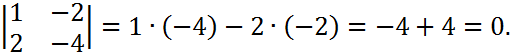 |1 −2; 2 −4| = 1 · (−4) − 2 · (−2) = −4 + 4 = 0.